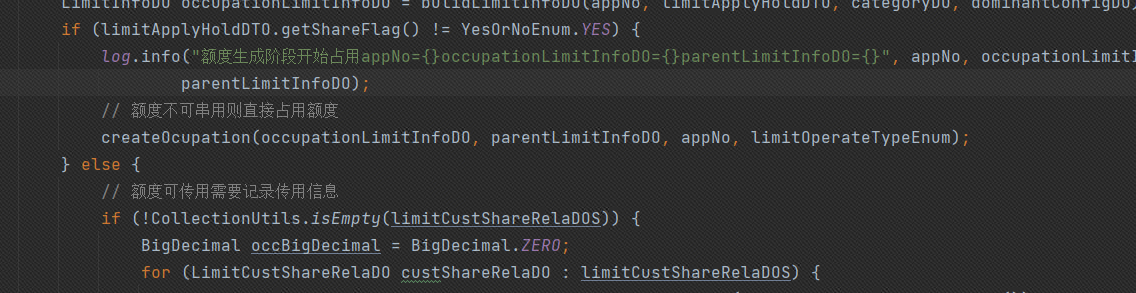 LimitInfoDO occupationLimitInfoDO = buildLimitInfoDO(appNo, limitApplyHoldDTO, categoryDO, dominantConfigDO)
if (limitApplyHoldDTO.getShareFlag() != YesOrNoEnum.YES) {
log.info("额度生成阶段开始占用appNo={}occupationLimitInfoDO={}parentLimitInfoDO={}", appNo, occupationLimitI
parentLimitInfoDO);
// 额度不可串用则直接占用额度
createOcupation(occupationLimitInfoDO, parentLimitInfoDO, appNo, limitOperateTypeEnum);
} else {
// 额度可传用需要记录传用信息
if (!CollectionUtils.isEmpty(limitCustShareRelaDOS)) {
BigDecimal occBigDecimal = BigDecimal.ZERO;
for (LimitCustShareRelaDO custShareRelaDO : limitCustShareRelaDOS) {